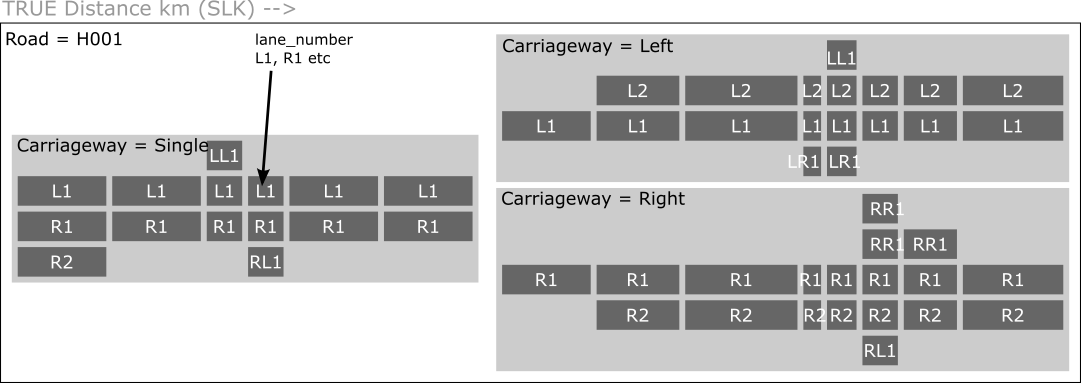 TRUE Distance km (SLK) -->
Road = H001
lane_number
L1, R1 etc
Carriageway = Single
LL1
L1 L1 L1 L1 L1 L1
R1 R1 R1 R1 R1 R1
R2 RL1
Carriageway = Left
LL1
L2 L2 L2 L2 L2 L2 L2
L1 L1 L1 L1 L1 L1 L1 L1
LR1 LR1
Carriageway = Right
RR1
RR1 RR1
R1 R1 R1 R1 R1 R1 R1 R1
R2 R2 R2 R2 R2 R2 R2
RL1